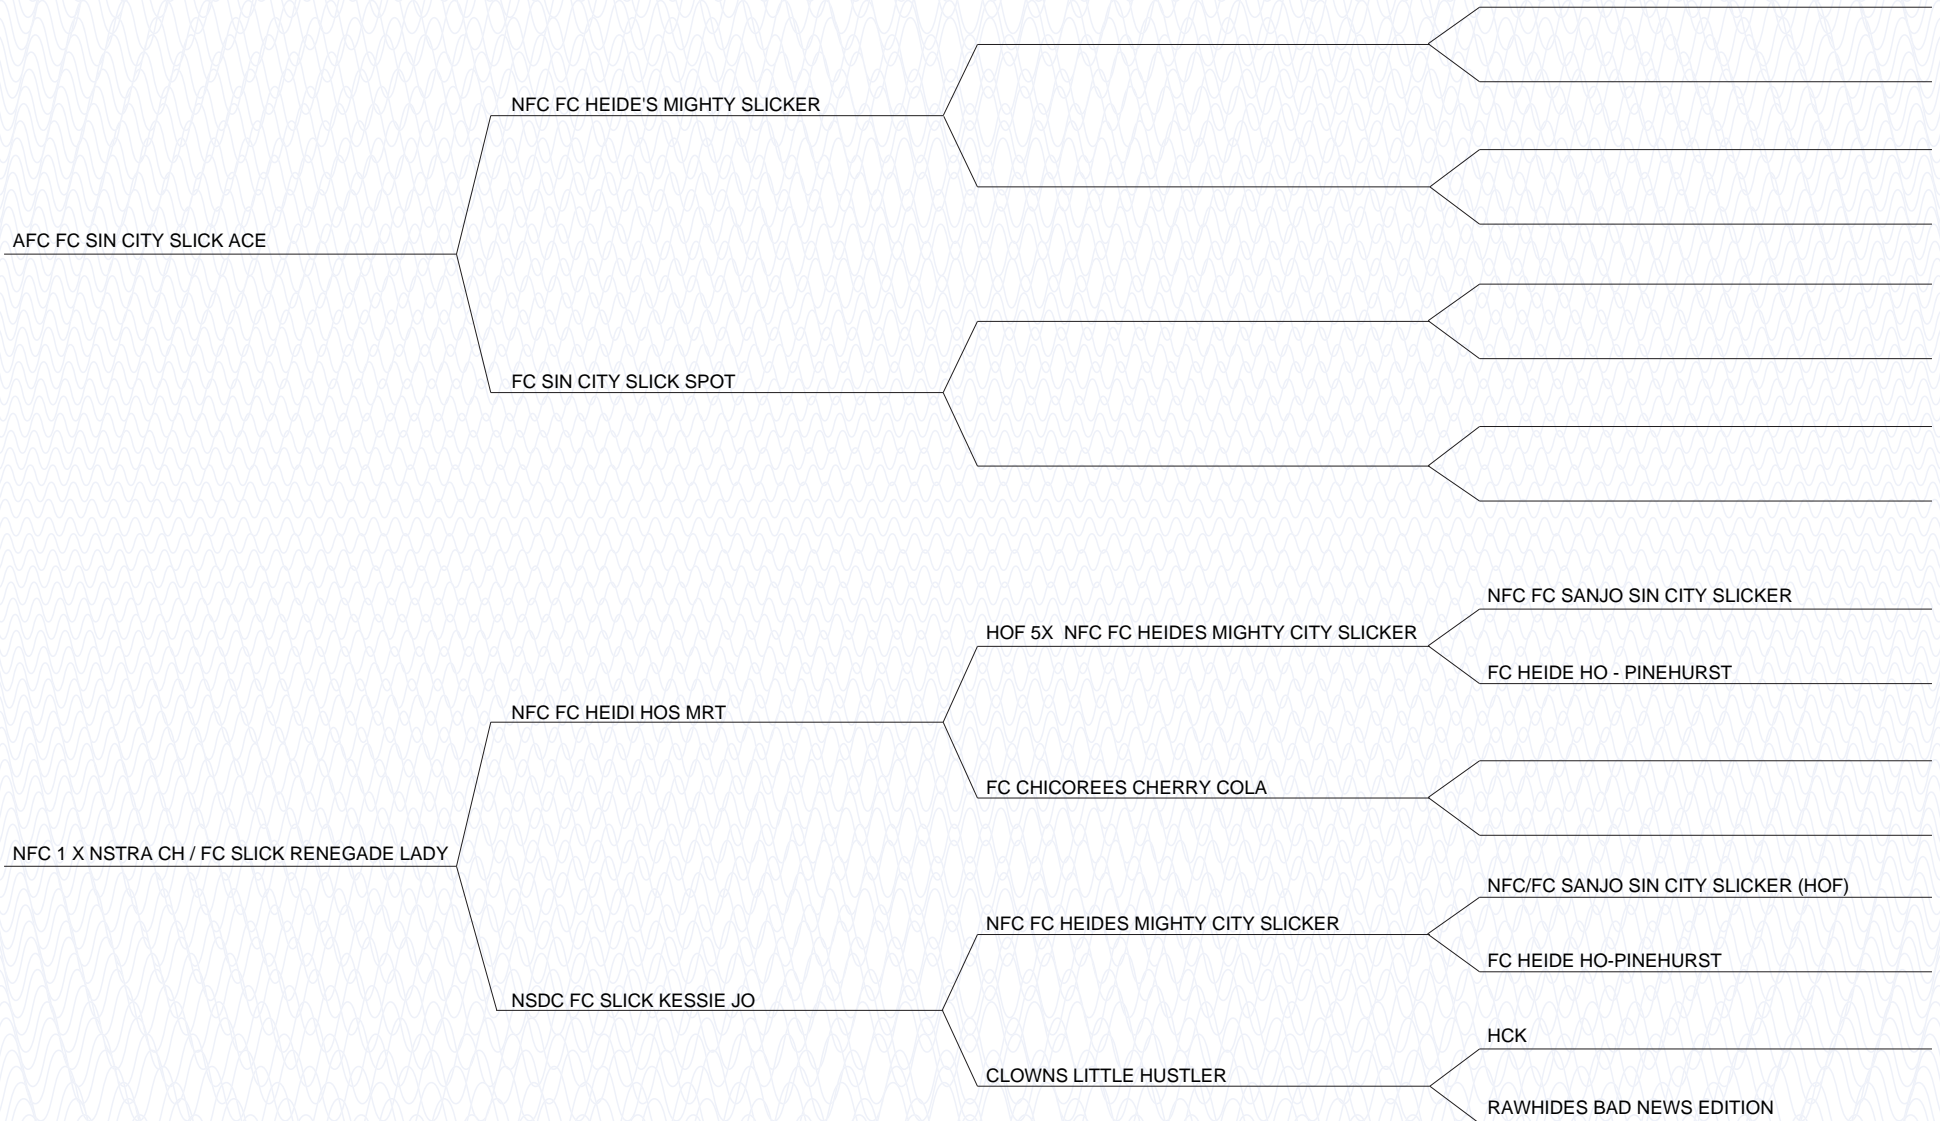 NFC FC HEIDE'S MIGHTY SLICKER
AFC FC SIN CITY SLICK ACE
FC SIN CITY SLICK SPOT
NFC FC SANJO SIN CITY SLICKER
HOF 5X  NFC FC HEIDES MIGHTY CITY SLICKER
FC HEIDE HO - PINEHURST
NFC FC HEIDI HOS MRT
FC CHICOREES CHERRY COLA
NFC 1 X NSTRA CH / FC SLICK RENEGADE LADY
NFC/FC SANJO SIN CITY SLICKER (HOF)
NFC FC HEIDES MIGHTY CITY SLICKER
FC HEIDE HO-PINEHURST
NSDC FC SLICK KESSIE JO
HCK
CLOWNS LITTLE HUSTLER
RAWHIDES BAD NEWS EDITION